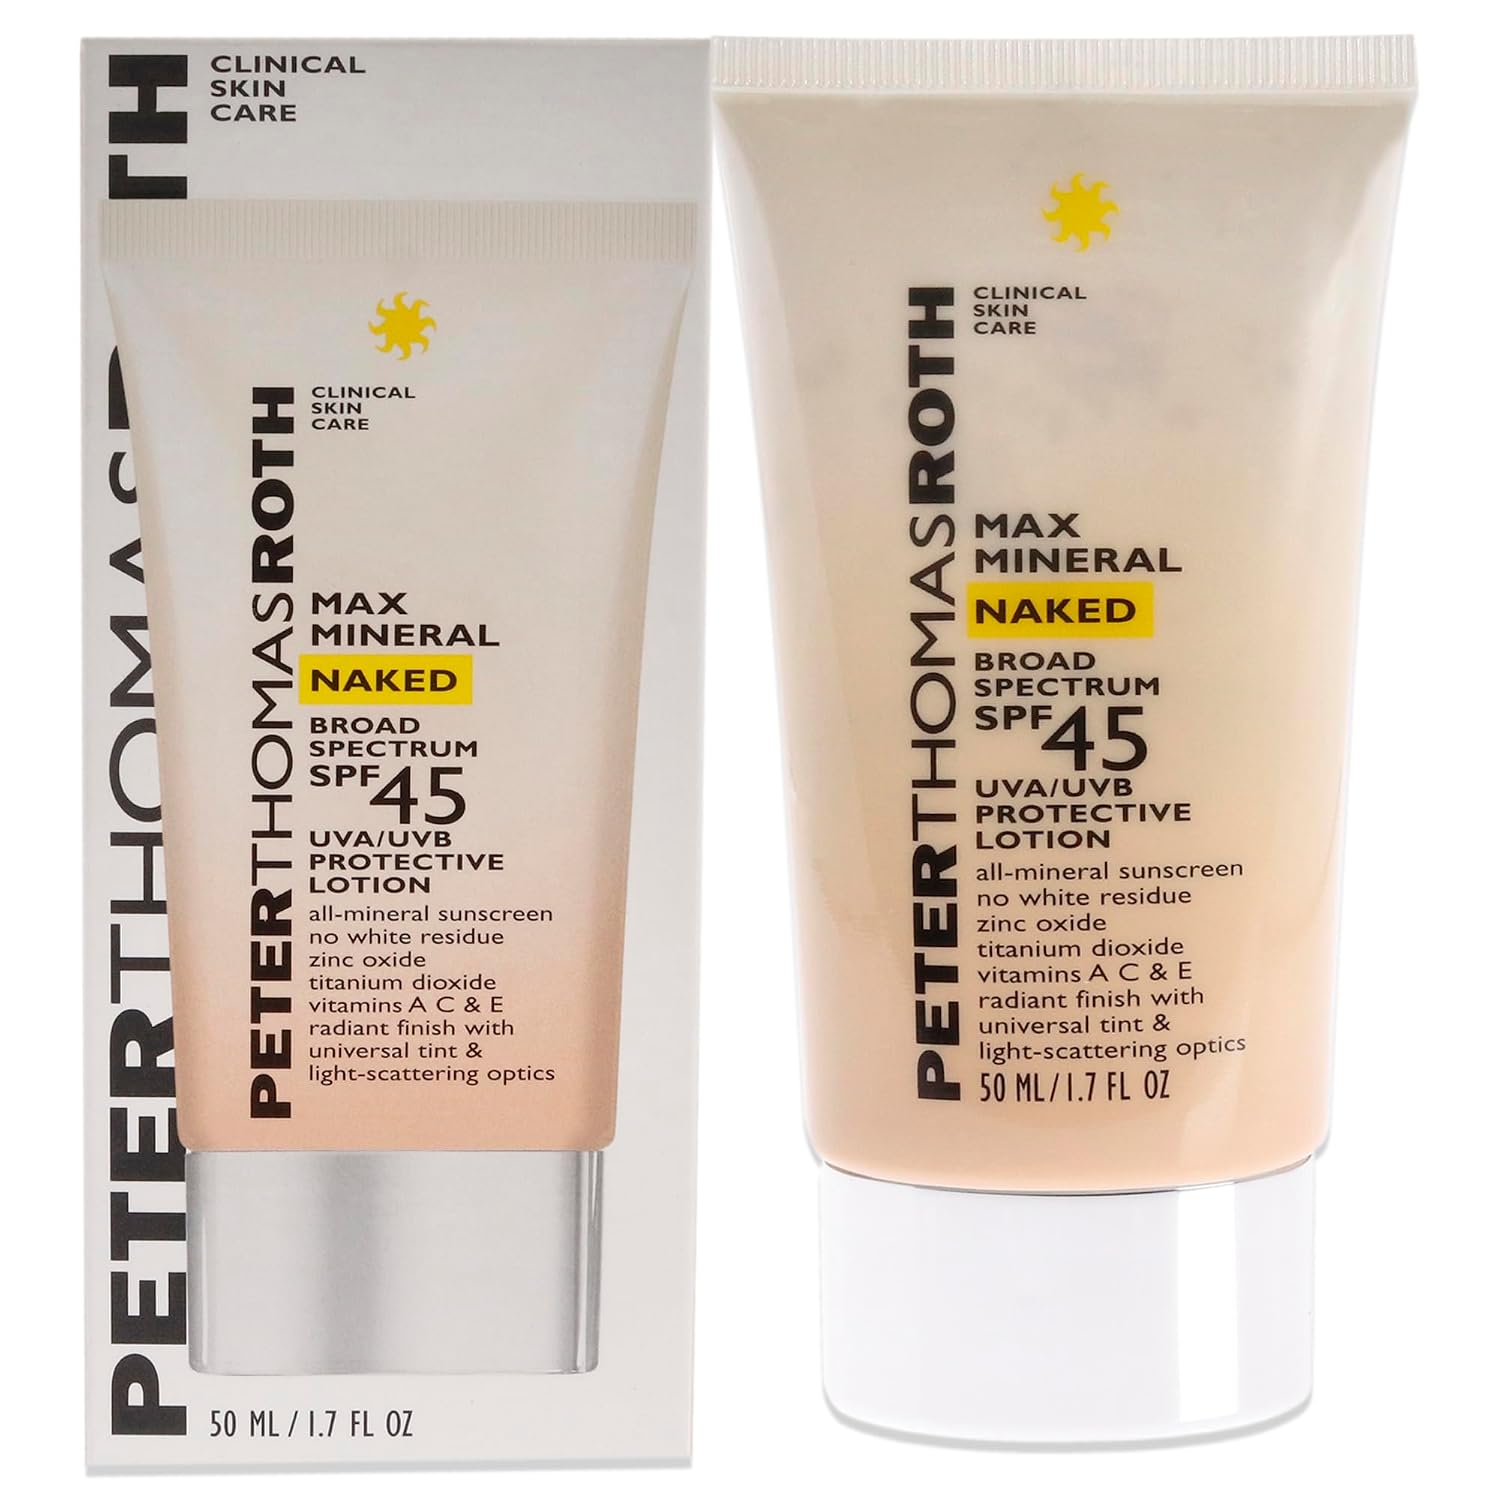 CLINICAL
SKIN
CARE
PETERTHOMASROTH
CLINICAL
SKIN
CARE
PETERTHOMASROTH
MAX
MINERAL
NAKED
BROAD
SPECTRUM
SPF 45
UVA/UVB
PROTECTIVE
LOTION
all-mineral sunscreen
no white residue
zinc oxide
titanium dioxide
vitamins A C & E
radiant finish with
universal tint &
light-scattering optics
50 ML / 1.7 FL OZ
CLINICAL
SKIN
CARE
PETERTHOMASROTH
MAX
MINERAL
NAKED
BROAD
SPECTRUM
SPF 45
UVA/UVB
PROTECTIVE
LOTION
all-mineral sunscreen
no white residue
zinc oxide
titanium dioxide
vitamins A C & E
radiant finish with
universal tint &
light-scattering optics
50 ML/1.7 FL OZ